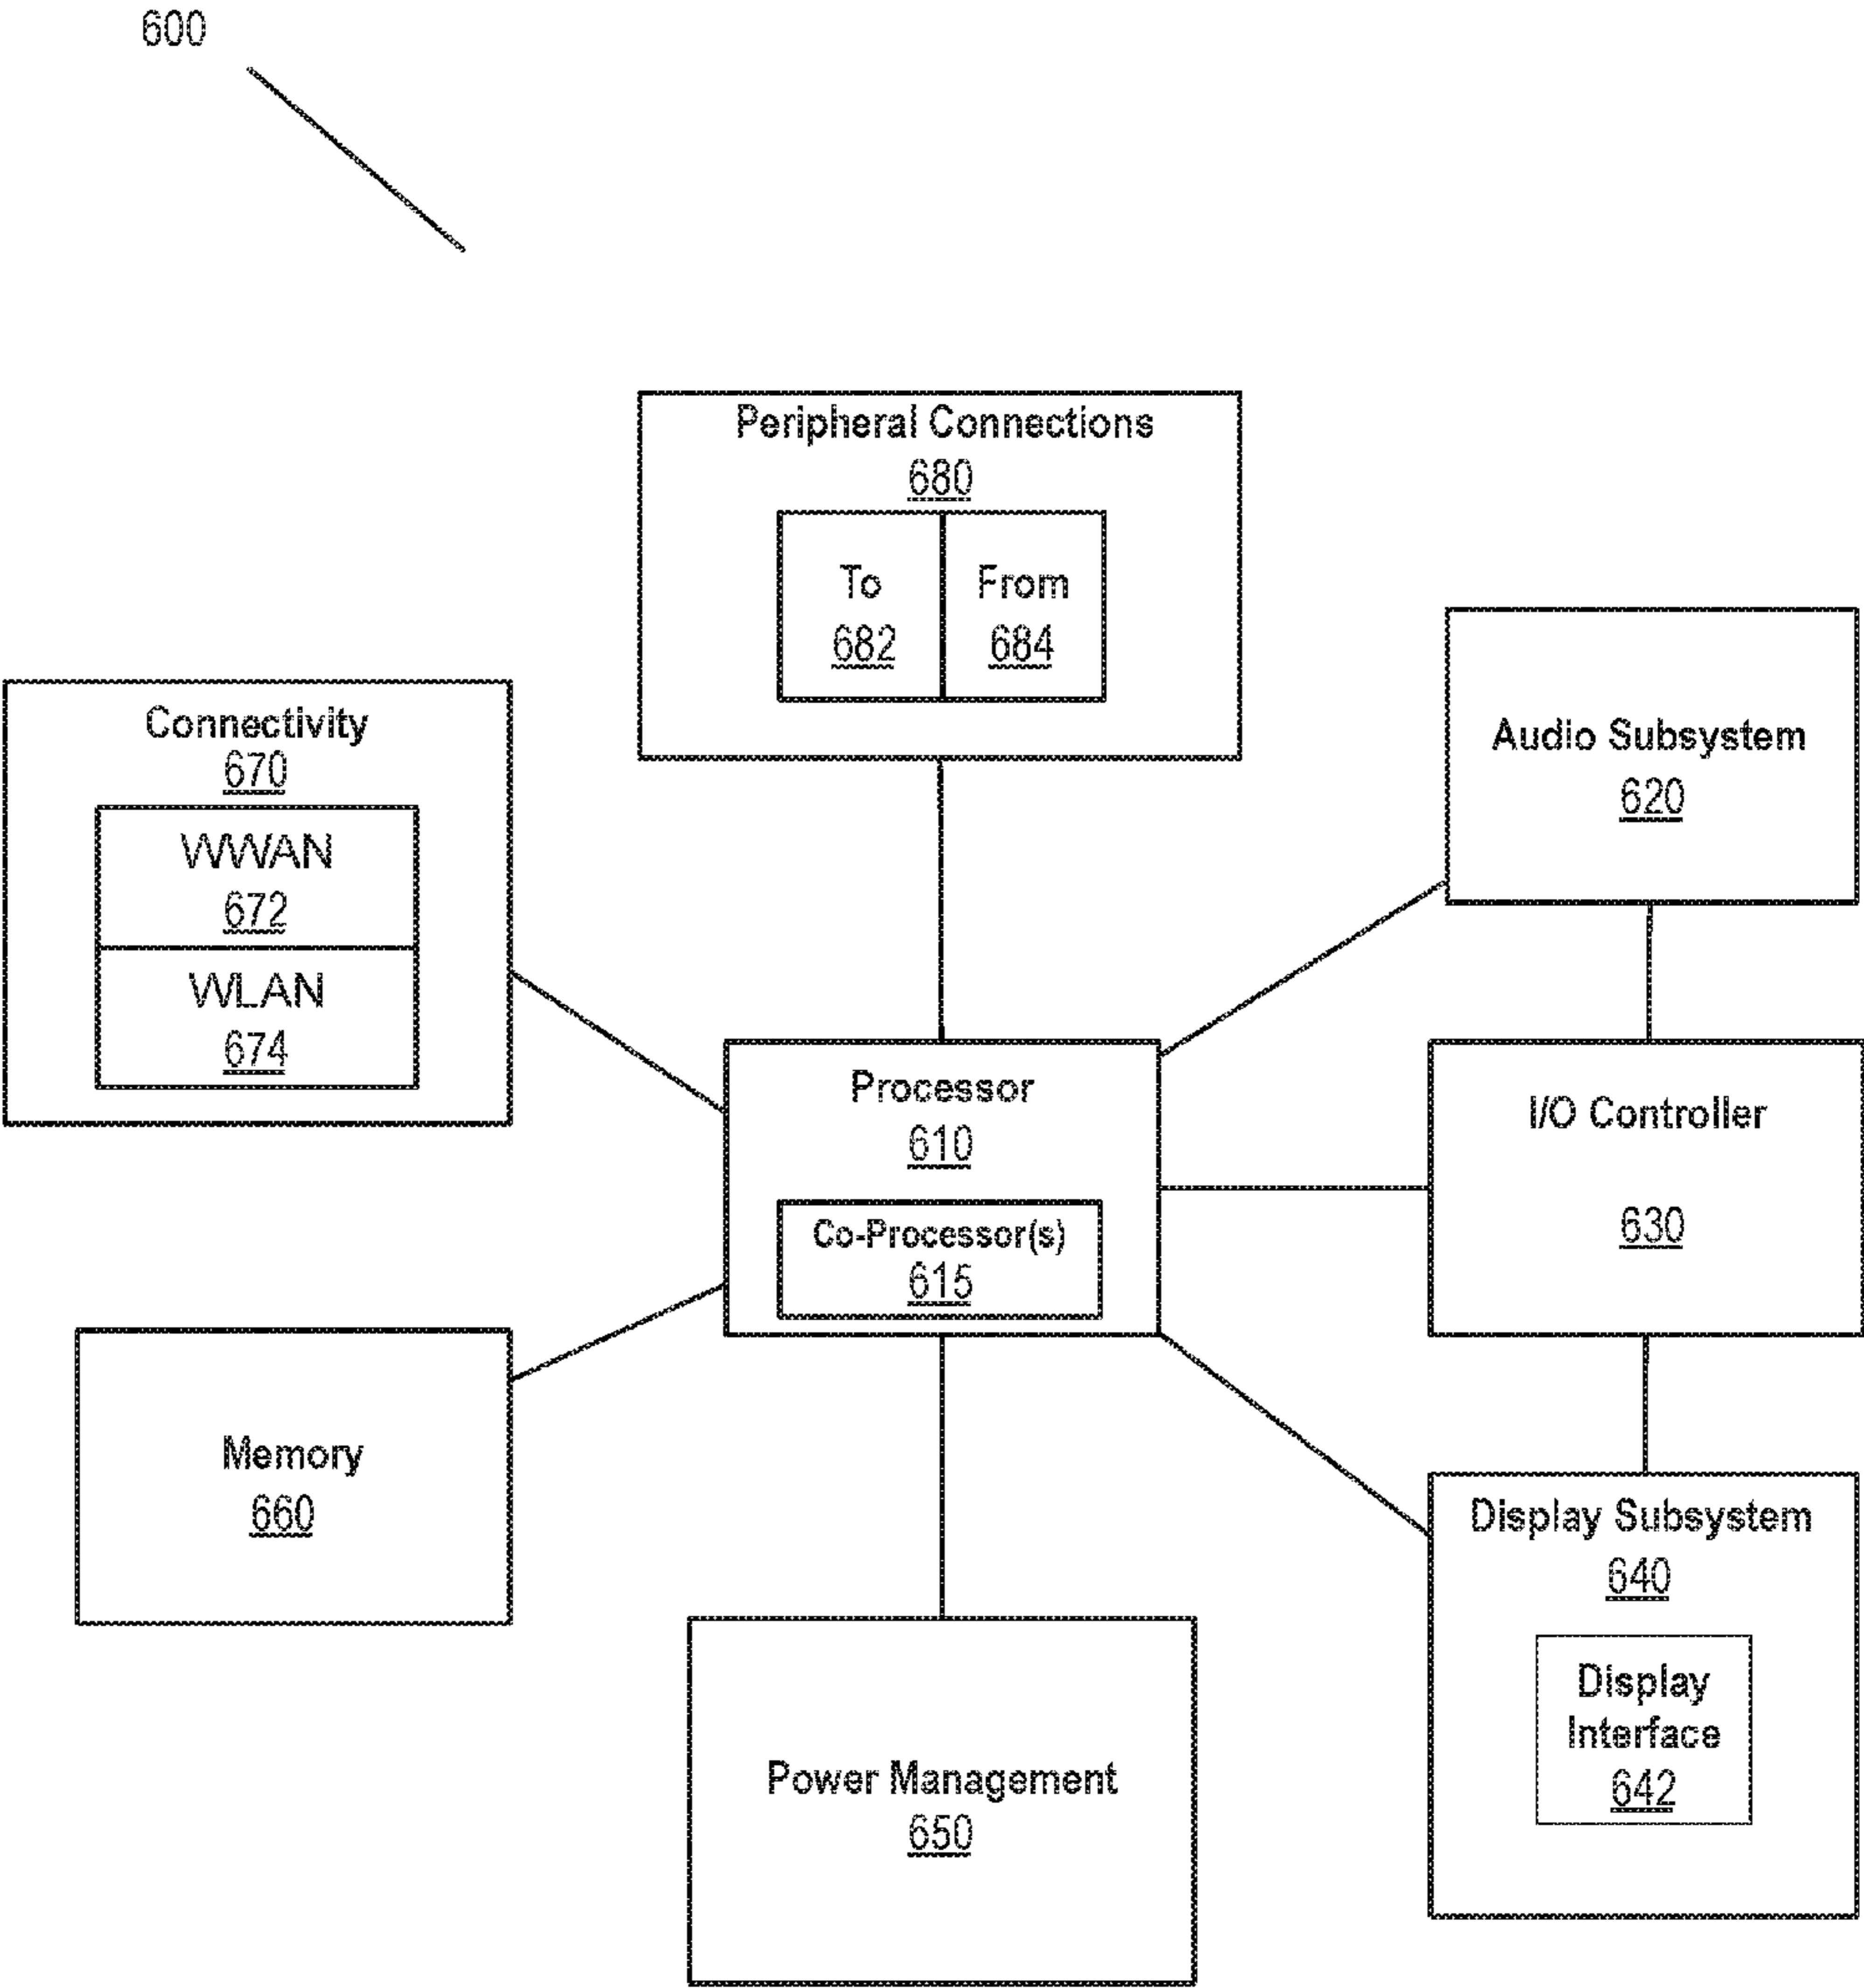 600
Peripheral Connections
680
To
682
From
684
Connectivity
670
WWAN
672
WLAN
674
Audio Subsystem
620
Processor
610
Co-Processor(s)
615
I/O Controller
630
Memory
660
Display Subsystem
640
Display
Interface
642
Power Management
650